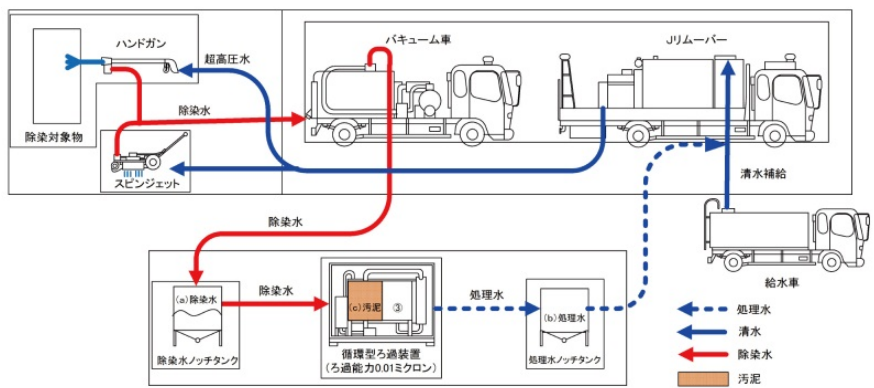 ハンドガン
超高圧水
バキューム車
Jリムーバー
除染水
除染対象物
スピンジェット
清水補給
除染水
給水車
(a)除染水
除染水
(c)汚泥
③
処理水
(b)処理水
除染水ノッチタンク
循環型ろ過装置
(ろ過能力0.01ミクロン)
処理水ノッチタンク
処理水
清水
除染水
汚泥